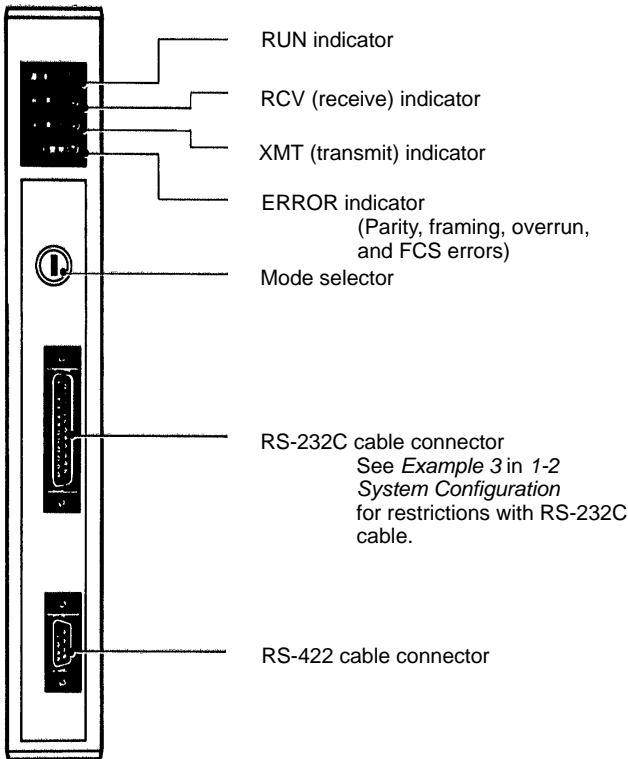 RUN indicator
RCV (receive) indicator
XMT (transmit) indicator
ERROR indicator
(Parity, framing, overrun,
and FCS errors)
Mode selector
RS-232C cable connector
See Example 3 in 1-2
System Configuration
for restrictions with RS-232C
cable.
RS-422 cable connector